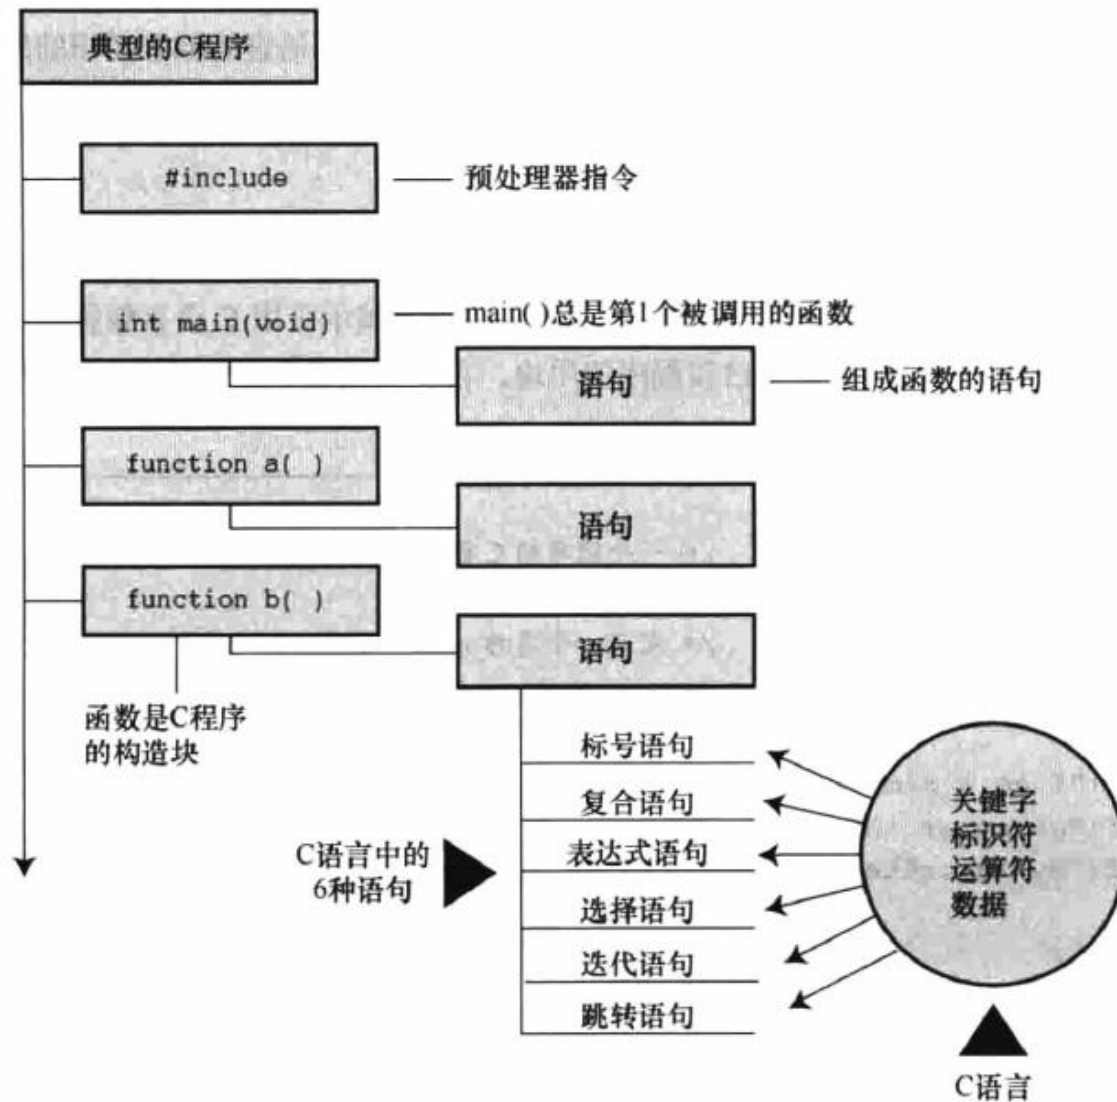 典型的C程序
#include
预处理器指令
int main(void)
main( )总是第1个被调用的函数
语句
组成函数的语句
function a( )
语句
function b( )
语句
函数是C程序
的构造块
标号语句
复合语句
表达式语句
选择语句
迭代语句
跳转语句
C语言中的
6种语句
关键字
标识符
运算符
数据
C语言